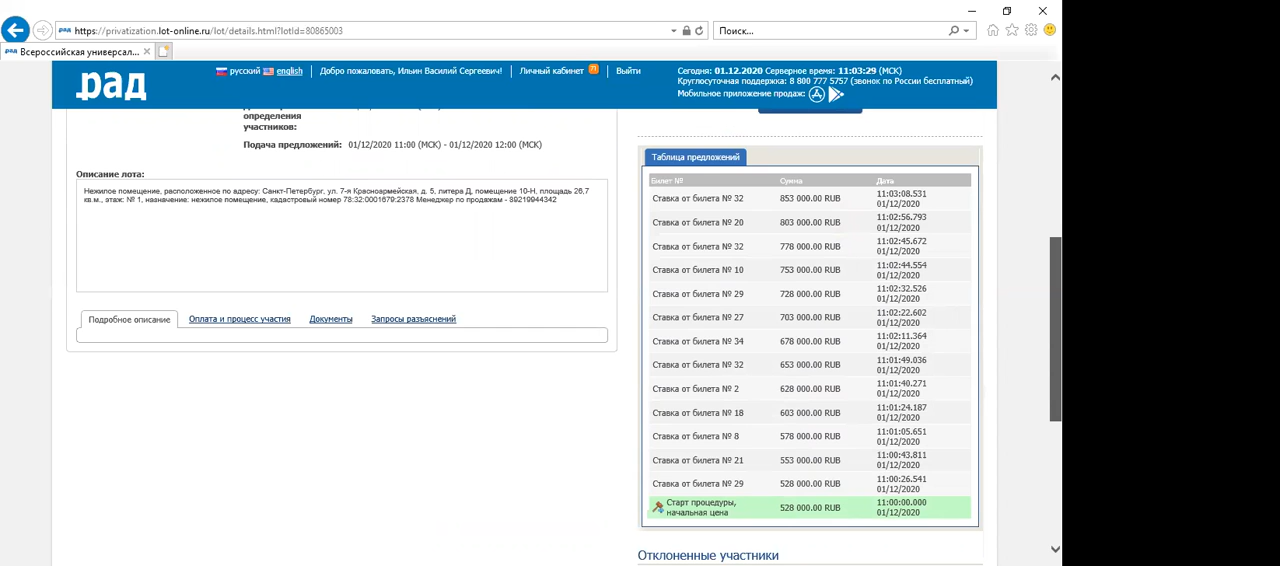 https://privatization.lot-online.ru/lot/details.html?lotId=80865003
Поиск...
рад Всероссийская универсал...
русский english Добро пожаловать, Ильин Василий Сергеевич! Личный кабинет Выйти
Сегодня: 01.12.2020 Серверное время: 11:03:29 (МСК)
Круглосуточная поддержка: 8 800 777 5757 (звонок по России бесплатный)
Мобильное приложение продаж:
.рад
определения
участников:
Подача предложений: 01/12/2020 11:00 (МСК) - 01/12/2020 12:00 (МСК)
Описание лота:
Нежилое помещение, расположенное по адресу: Санкт-Петербург, ул. 7-я Красноармейская, д. 5, литера Д, помещение 10-Н, площадь 26,7
кв.м., этаж: № 1, назначение: нежилое помещение, кадастровый номер 78:32:0001679:2378 Менеджер по продажам - 89219944342
Подробное описание Оплата и процесс участия Документы Запросы разъяснений
Таблица предложений
Билет № Сумма Дата
Ставка от билета № 32 853 000.00 RUB 11:03:08.531
01/12/2020
Ставка от билета № 20 803 000.00 RUB 11:02:56.793
01/12/2020
Ставка от билета № 32 778 000.00 RUB 11:02:45.672
01/12/2020
Ставка от билета № 10 753 000.00 RUB 11:02:44.554
01/12/2020
Ставка от билета № 29 728 000.00 RUB 11:02:32.526
01/12/2020
Ставка от билета № 27 703 000.00 RUB 11:02:22.602
01/12/2020
Ставка от билета № 34 678 000.00 RUB 11:02:11.364
01/12/2020
Ставка от билета № 32 653 000.00 RUB 11:01:49.036
01/12/2020
Ставка от билета № 2 628 000.00 RUB 11:01:40.271
01/12/2020
Ставка от билета № 18 603 000.00 RUB 11:01:24.187
01/12/2020
Ставка от билета № 8 578 000.00 RUB 11:01:05.651
01/12/2020
Ставка от билета № 21 553 000.00 RUB 11:00:43.811
01/12/2020
Ставка от билета № 29 528 000.00 RUB 11:00:26.541
01/12/2020
Старт процедуры,
начальная цена 528 000.00 RUB 11:00:00.000
01/12/2020
Отклоненные участники